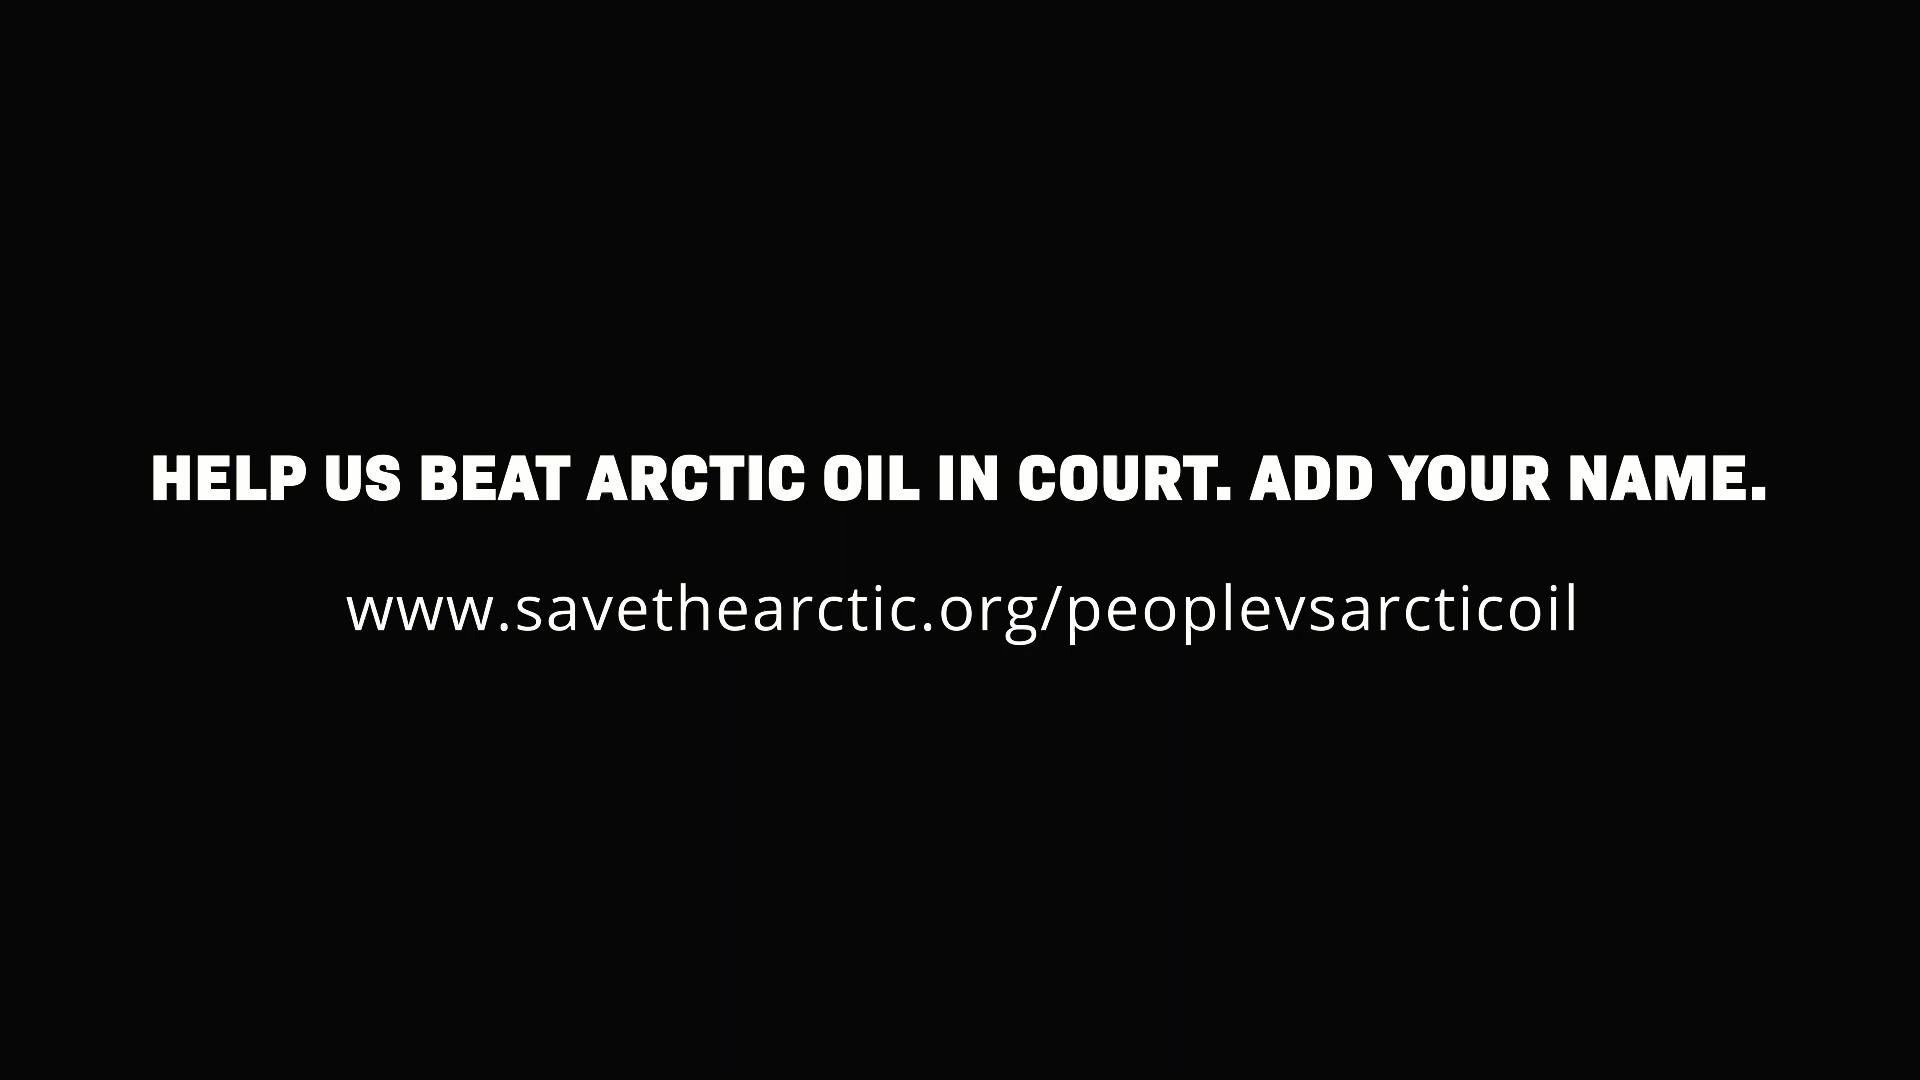 HELP US BEAT ARCTIC OIL IN COURT. ADD YOUR NAME.
www.savethearctic.org/peoplevsarcticoil